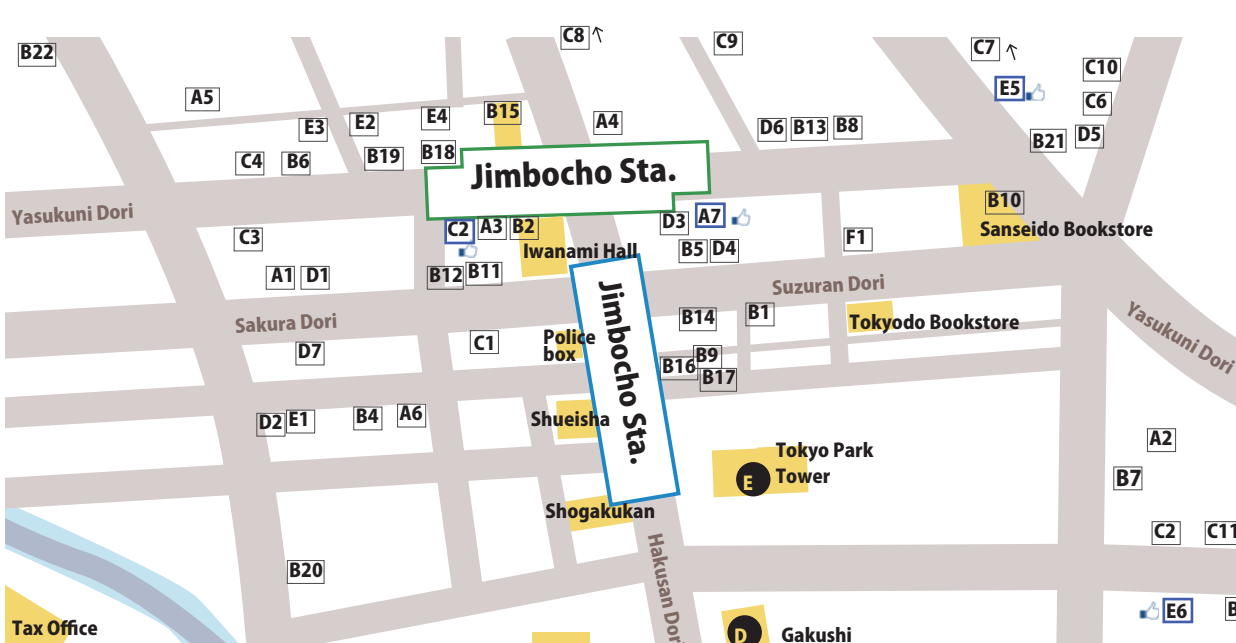 C8
C9
C7
B22
C10
E5
A5
C6
B15
E4
A4
E2
E3
D6 B13 B8
D5
B21
B18
B19
C4 B6
Jimbocho Sta.
B10
Yasukuni Dori
A7
D3
C2 A3 B2
Sanseido Bookstore
C3
F1
Iwanami Hall
B5 D4
A1 D1
B12 B11
Suzuran Dori
Jimbocho Sta.
Sakura Dori
B14
B1
Tokyodo Bookstore
Yasukuni Dori
Police
box
C1
D7
B9
B16
B17
D2 E1
B4
A6
Shueisha
A2
Tokyo Park
Tower
E
B7
Shogakukan
C2
C11
Hakusan Dori
B20
E6
B
Tax Office
D
Gakushi